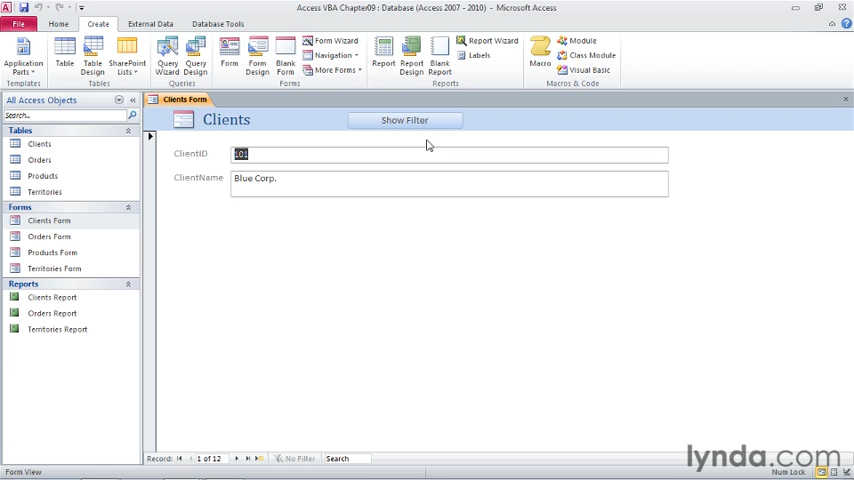 Access VBA Chapter09 : Database (Access 2007 - 2010) - Microsoft Access
File Home Create External Data Database Tools
Application Parts Table Table Design SharePoint Lists Query Wizard Query Design Form Form Design Blank Form Form Wizard Navigation More Forms Report Report Design Blank Report Report Wizard Labels Macro Module Class Module Visual Basic
Templates Tables Queries Forms Reports Macros & Code
All Access Objects
Search...
Tables
Clients
Orders
Products
Territories
Forms
Clients Form
Orders Form
Products Form
Territories Form
Reports
Clients Report
Orders Report
Territories Report
Clients Form
Clients Show Filter
ClientID 101
ClientName Blue Corp.
Record: 1 of 12 No Filter Search
Form View Num Lock
lynda.com